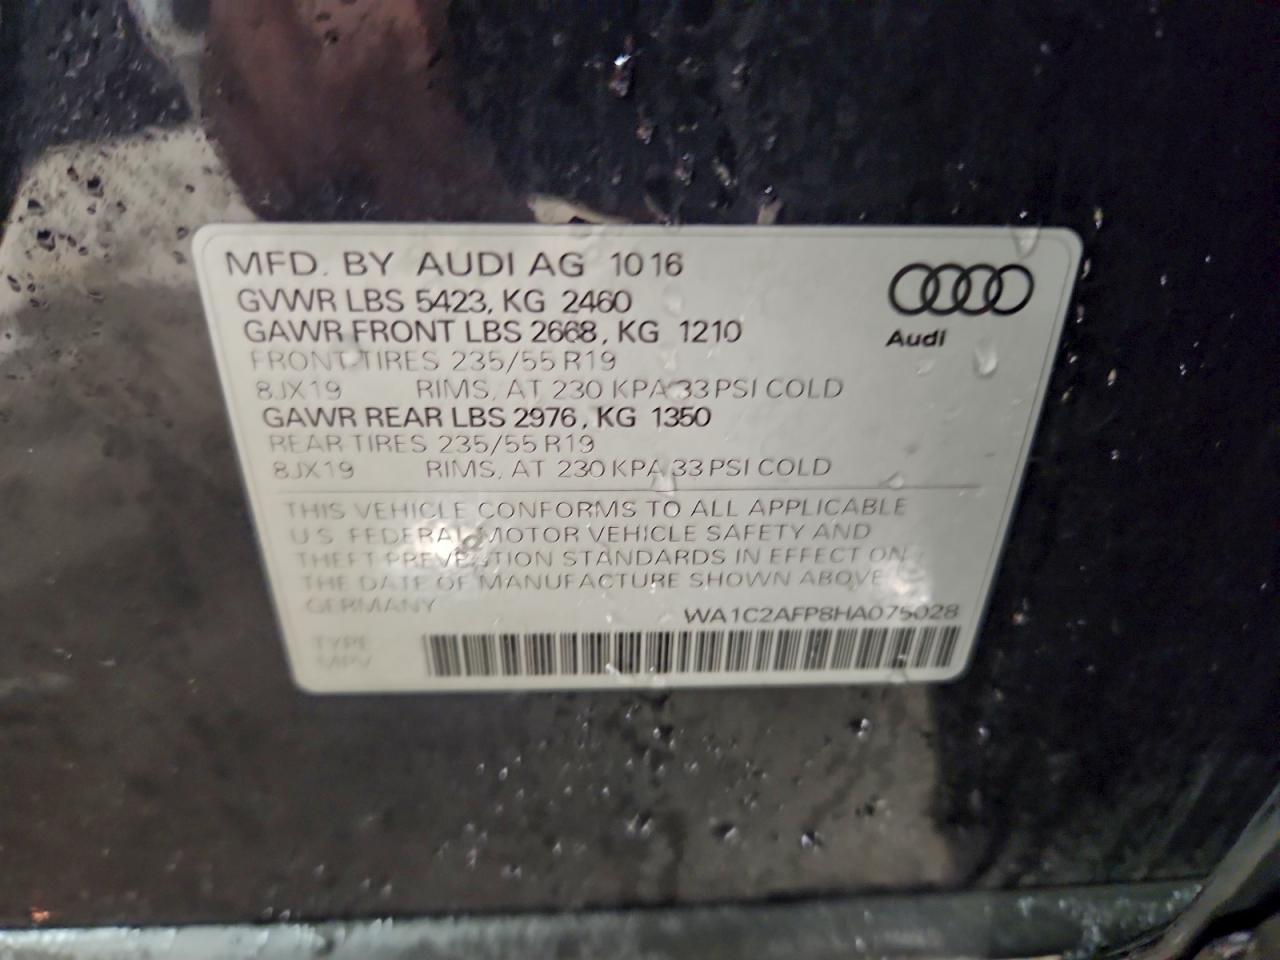 MFD. BY AUDI AG 10 16
GVWR LBS 5423, KG 2460
GAWR FRONT LBS 2668, KG 1210
FRONT TIRES 235/55 R19
8JX19 RIMS, AT 230 KPA 33 PSI COLD
GAWR REAR LBS 2976, KG 1350
REAR TIRES 235/55 R19
8JX19 RIMS, AT 230 KPA 33 PSI COLD
Audi
THIS VEHICLE CONFORMS TO ALL APPLICABLE
U.S. FEDERAL MOTOR VEHICLE SAFETY AND
THEFT PREVENTION STANDARDS IN EFFECT ON
THE DATE OF MANUFACTURE SHOWN ABOVE
GERMANY WA1C2AFP8HA075028
TYPE
MPV